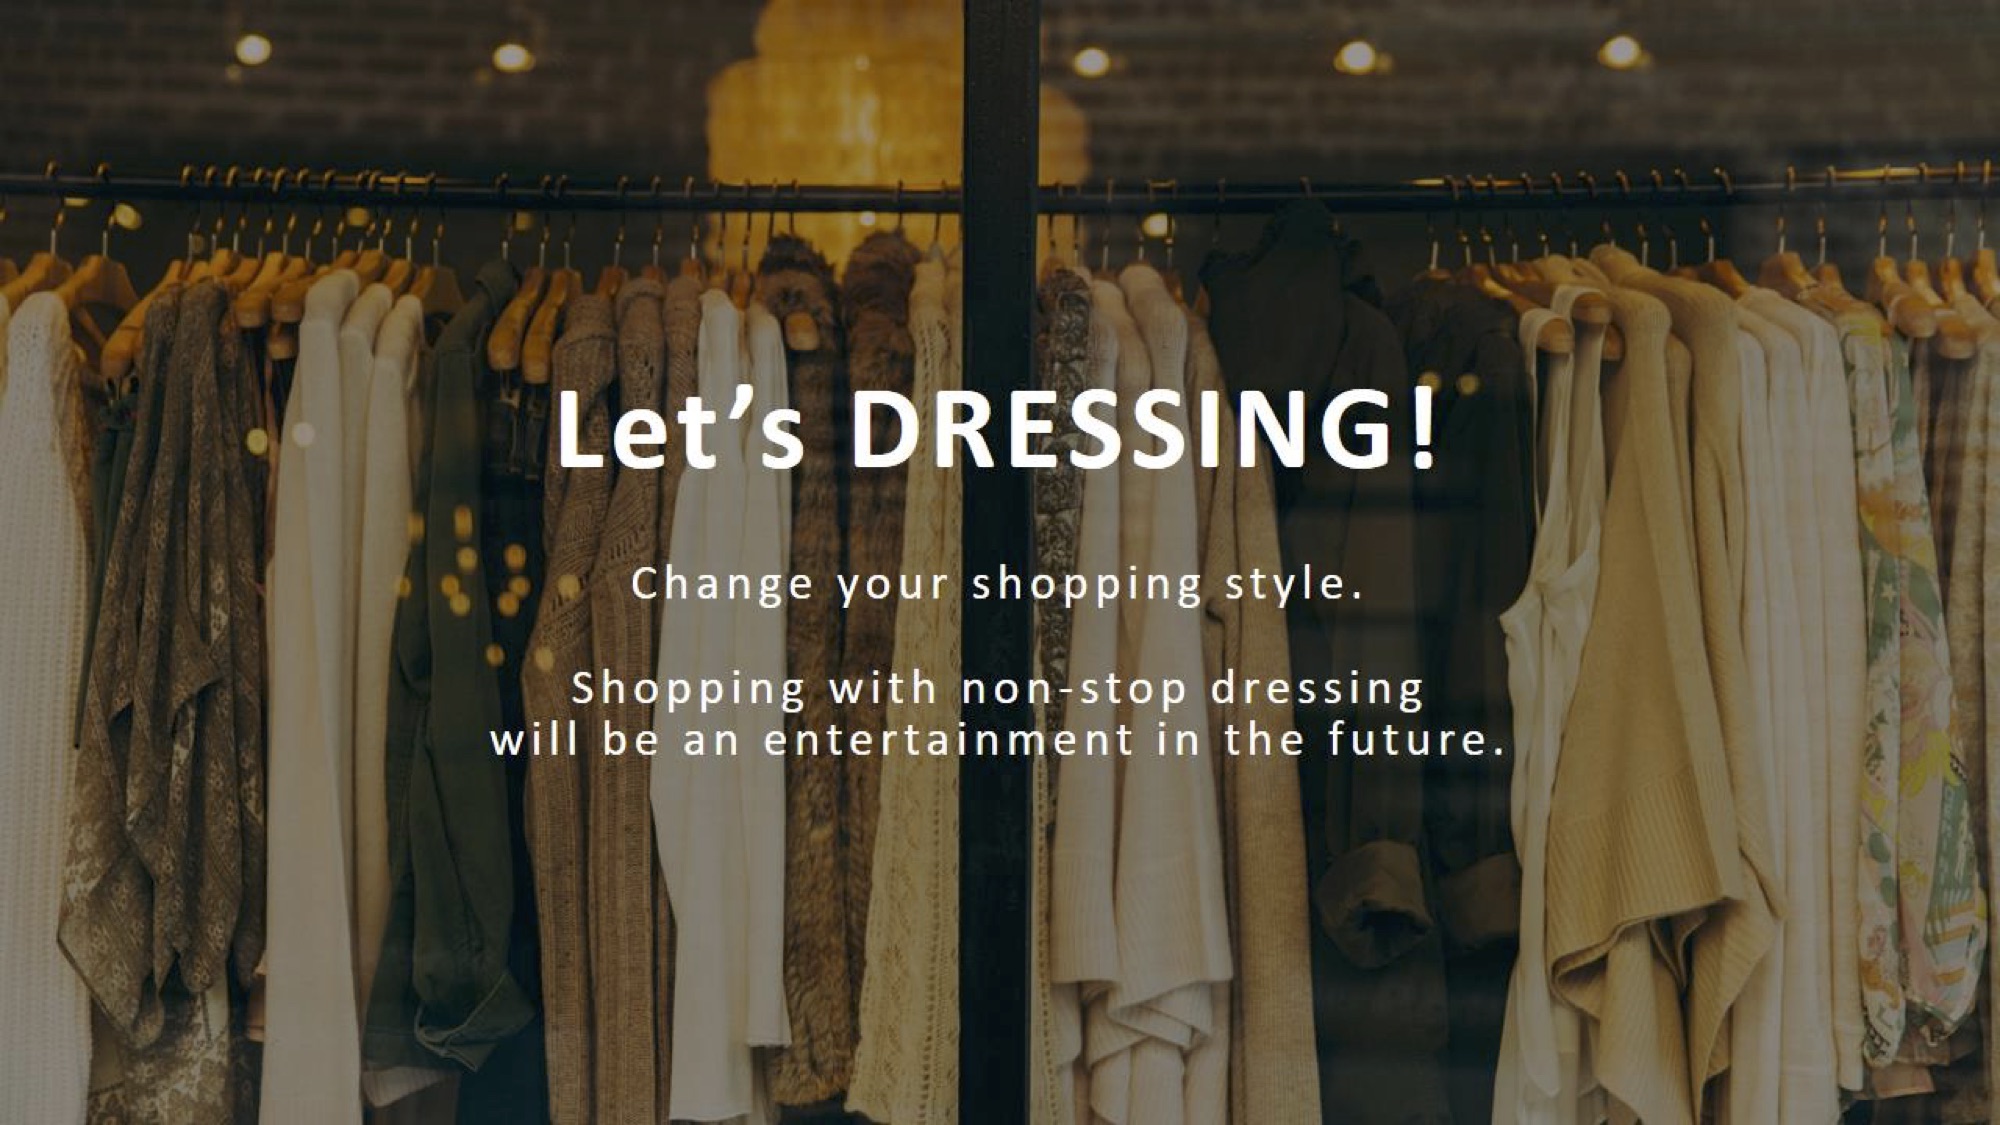 Let’s DRESSING!
Change your shopping style.
Shopping with non-stop dressing
will be an entertainment in the future.